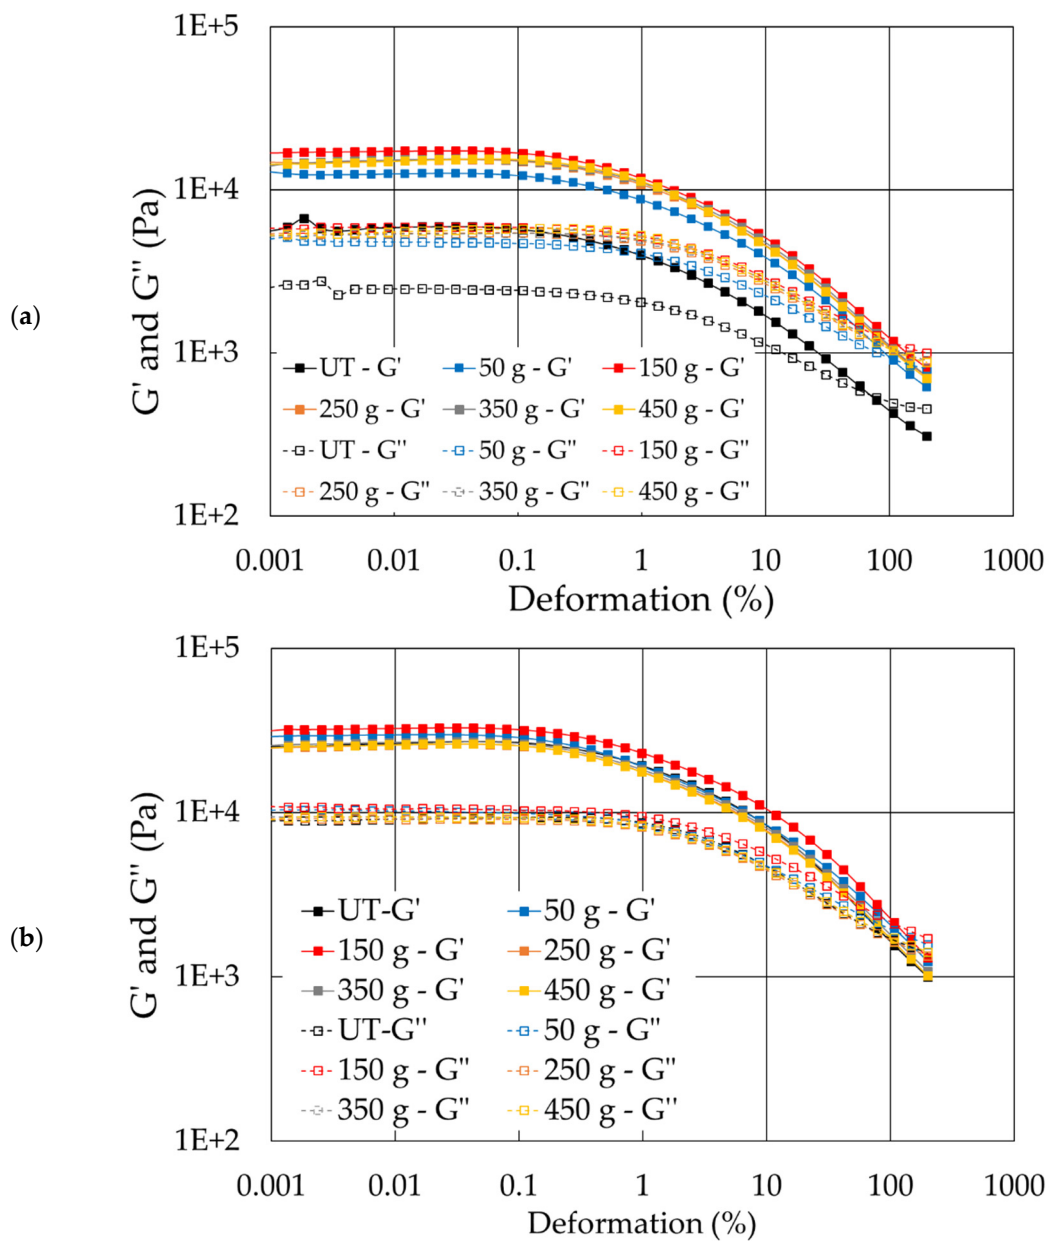 (a)
G' and G" (Pa)
1E+5
1E+4
1E+3
1E+2
UT - G' 50 g - G' 150 g - G'
250 g - G' 350 g - G' 450 g - G'
UT - G" 50 g - G" 150 g - G"
250 g - G" 350 g - G" 450 g - G"
0.001 0.01 0.1 1 10 100 1000
Deformation (%)
(b)
G' and G" (Pa)
1E+5
1E+4
1E+3
1E+2
UT-G' 50 g - G'
150 g - G' 250 g - G'
350 g - G' 450 g - G'
UT-G" 50 g - G"
150 g - G" 250 g - G"
350 g - G" 450 g - G"
0.001 0.01 0.1 1 10 100 1000
Deformation (%)